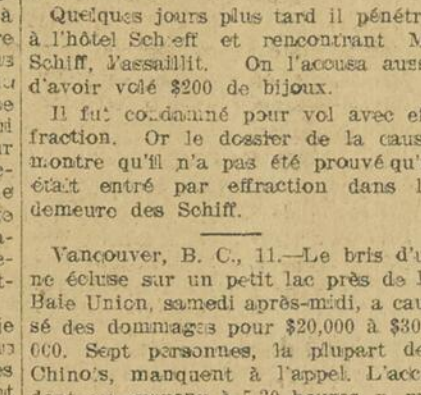 Quelques jours plus tard il pénétr
à l'hôtel Scheff et rencontrant M
Schiff, l'assaillit. On l'accusa aus
d'avoir volé $200 de bijoux.
Il fut condamné pour vol avec ef
fraction. Or le dossier de la caus
montre qu'il n'a pas été prouvé qu'
était entré par effraction dans l
demeure des Schiff.
Vancouver, B. C., 11.—Le bris d'u
ne écluse sur un petit lac près de l
Baie Union, samedi après-midi, a cau
sé des dommages pour $20,000 à $30
000. Sept personnes, la plupart de
Chinois, manquent à l'appel. L'acc